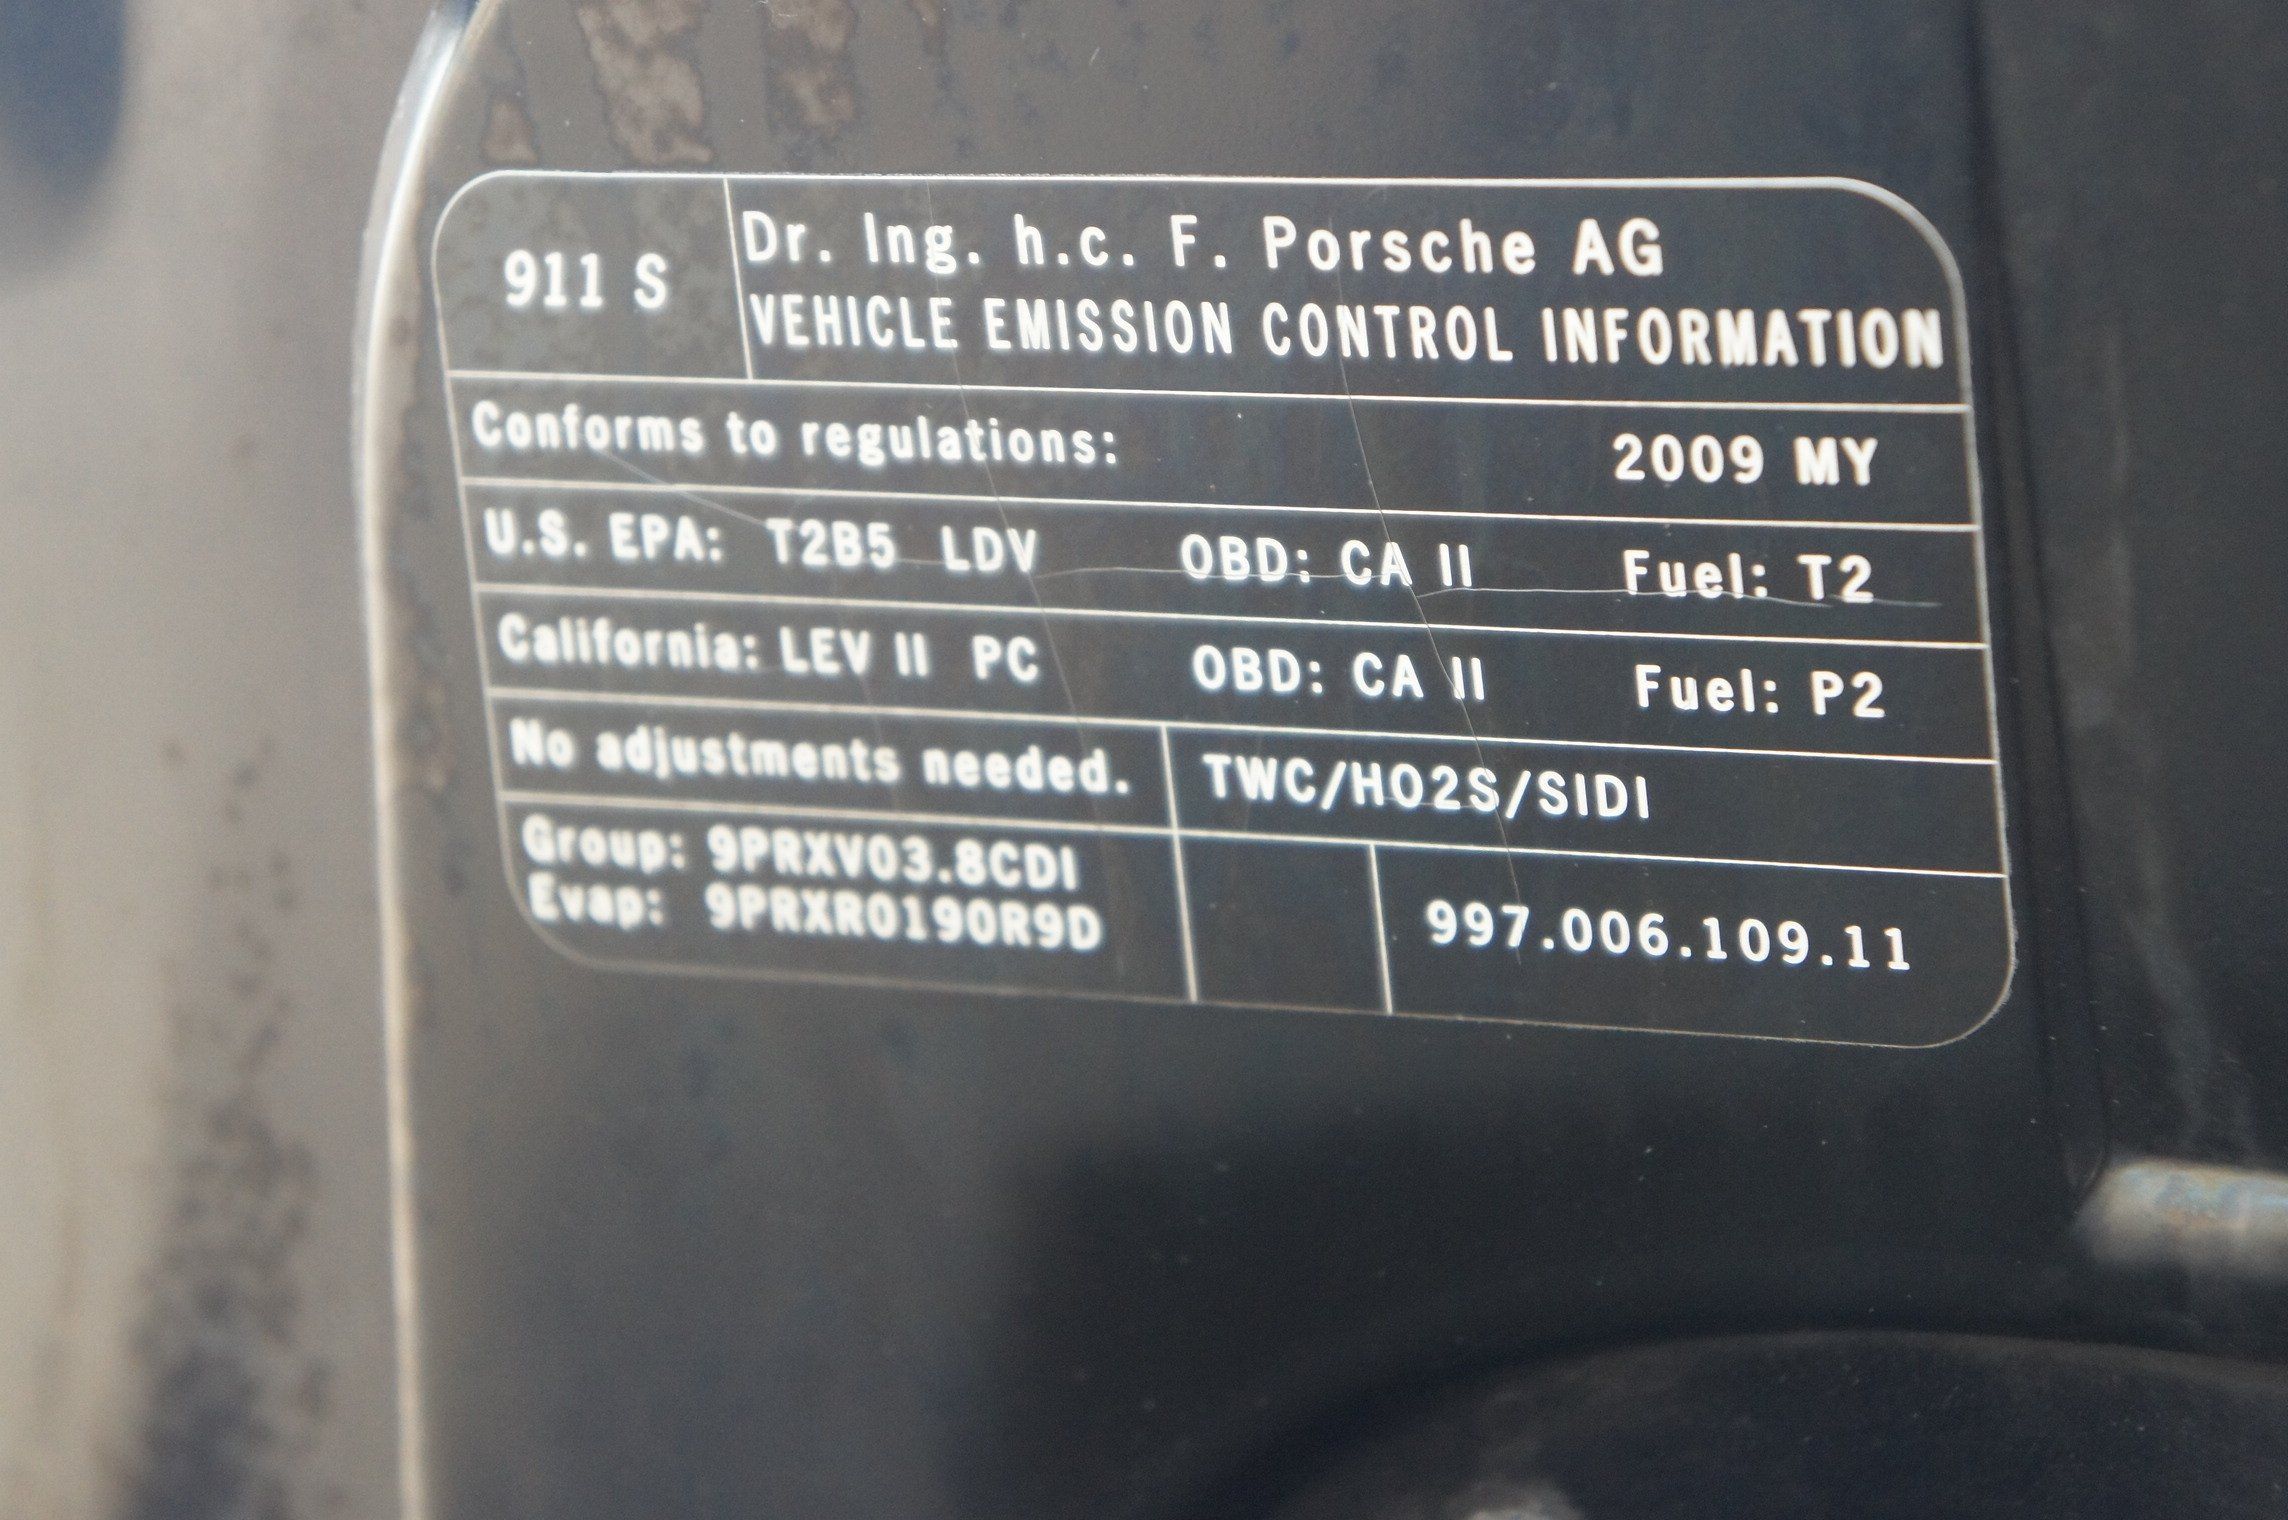 911 S
Dr. Ing. h.c. F. Porsche AG
VEHICLE EMISSION CONTROL INFORMATION
Conforms to regulations: 2009 MY
U.S. EPA: T2B5 LDV OBD: CA II Fuel: T2
California: LEV II PC OBD: CA II Fuel: P2
No adjustments needed. TWC/HO2S/SIDI
Group: 9PRXV03.8CDI
Evap: 9PRXR0190R9D
997.006.109.11